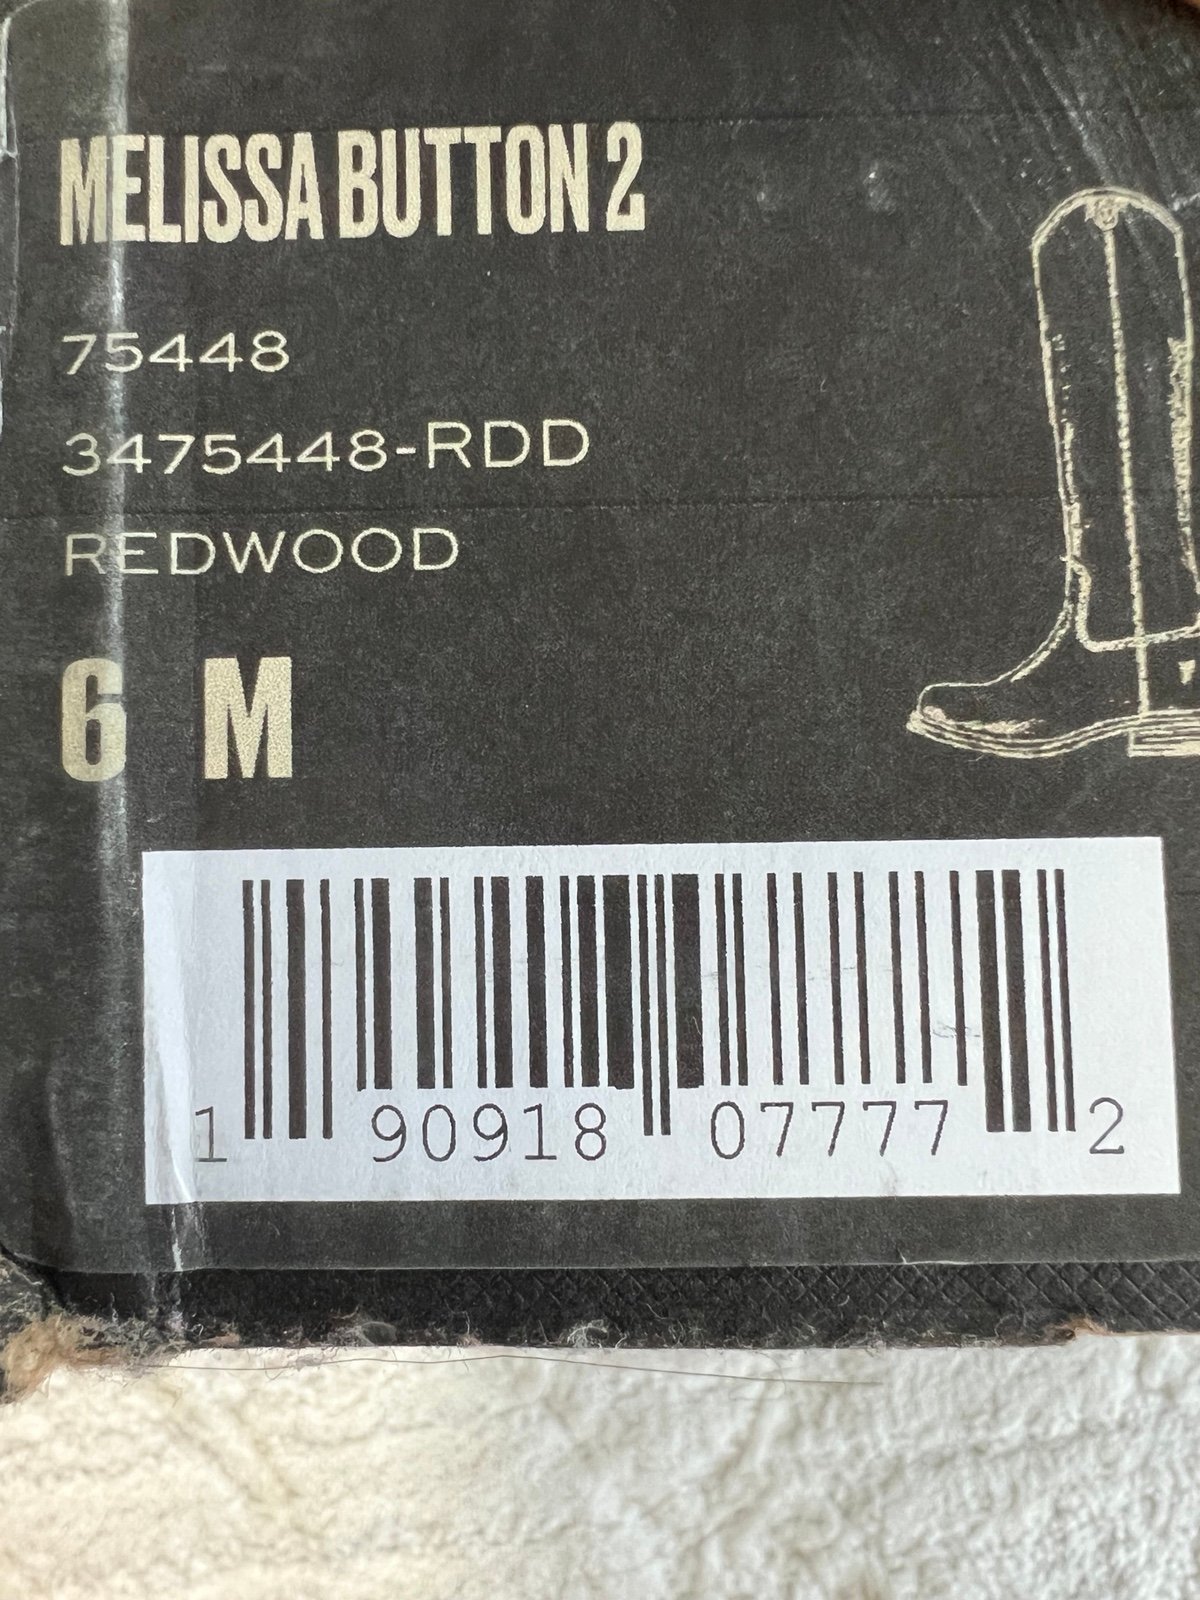 MELISSA BUTTON 2
75448
3475448-RDD
REDWOOD
6 M
1 90918 07777 2